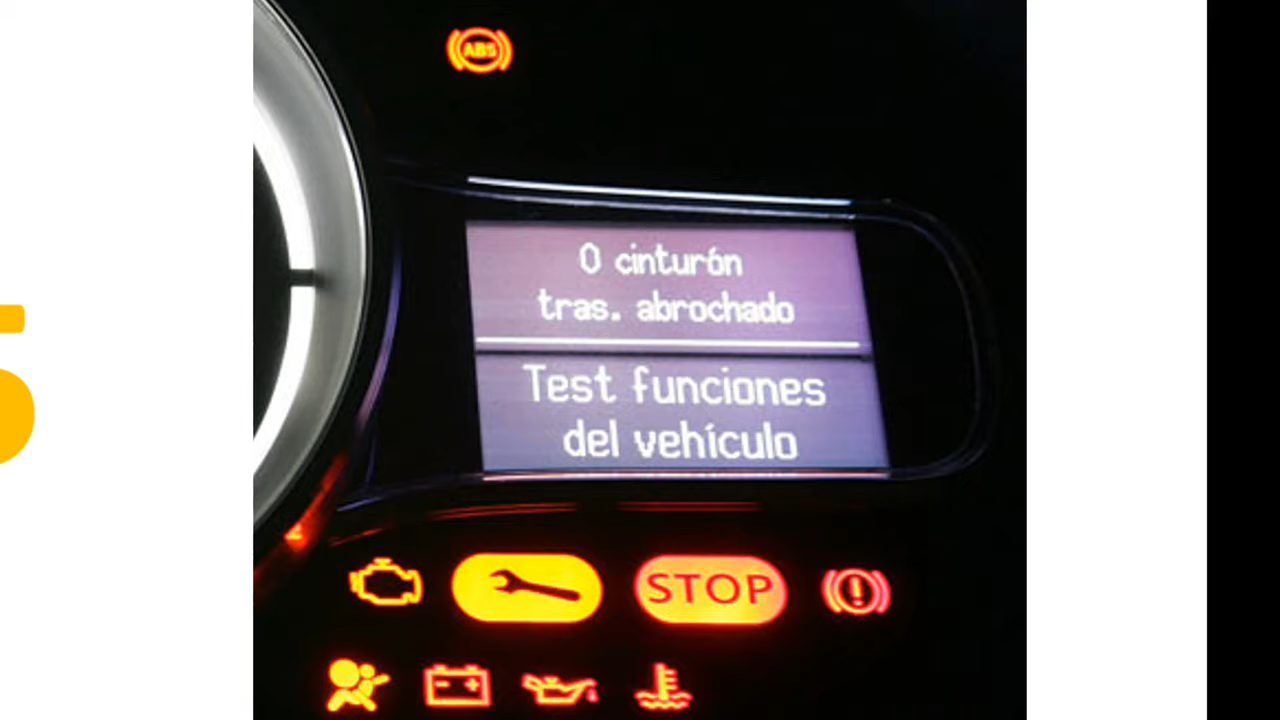 ABS
0 cinturón
tras. abrochado
Test funciones
del vehículo
STOP